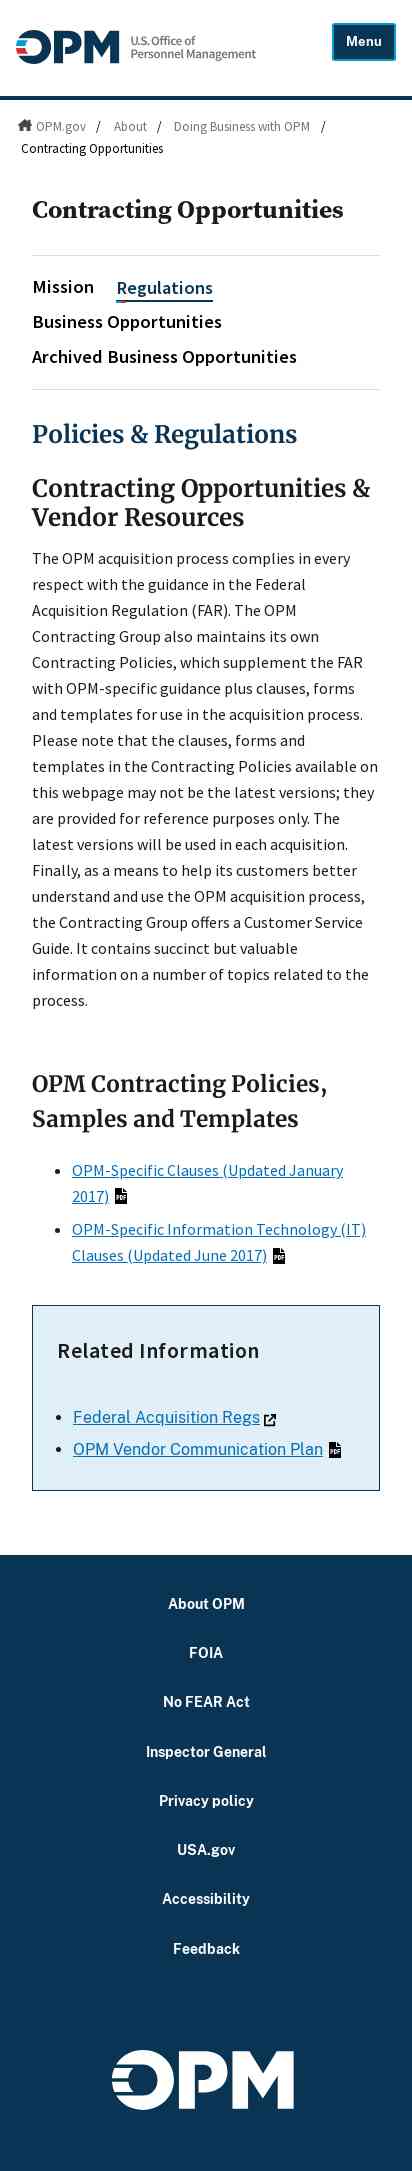 OPM U.S. Office of
Personnel Management
Menu
OPM.gov / About / Doing Business with OPM /
Contracting Opportunities
Contracting Opportunities
Mission Regulations
Business Opportunities
Archived Business Opportunities
Policies & Regulations
Contracting Opportunities &
Vendor Resources
The OPM acquisition process complies in every
respect with the guidance in the Federal
Acquisition Regulation (FAR). The OPM
Contracting Group also maintains its own
Contracting Policies, which supplement the FAR
with OPM-specific guidance plus clauses, forms
and templates for use in the acquisition process.
Please note that the clauses, forms and
templates in the Contracting Policies available on
this webpage may not be the latest versions; they
are provided for reference purposes only. The
latest versions will be used in each acquisition.
Finally, as a means to help its customers better
understand and use the OPM acquisition process,
the Contracting Group offers a Customer Service
Guide. It contains succinct but valuable
information on a number of topics related to the
process.
OPM Contracting Policies,
Samples and Templates
• OPM-Specific Clauses (Updated January
2017) PDF
• OPM-Specific Information Technology (IT)
Clauses (Updated June 2017) PDF
Related Information
• Federal Acquisition Regs
• OPM Vendor Communication Plan PDF
About OPM
FOIA
No FEAR Act
Inspector General
Privacy policy
USA.gov
Accessibility
Feedback
OPM